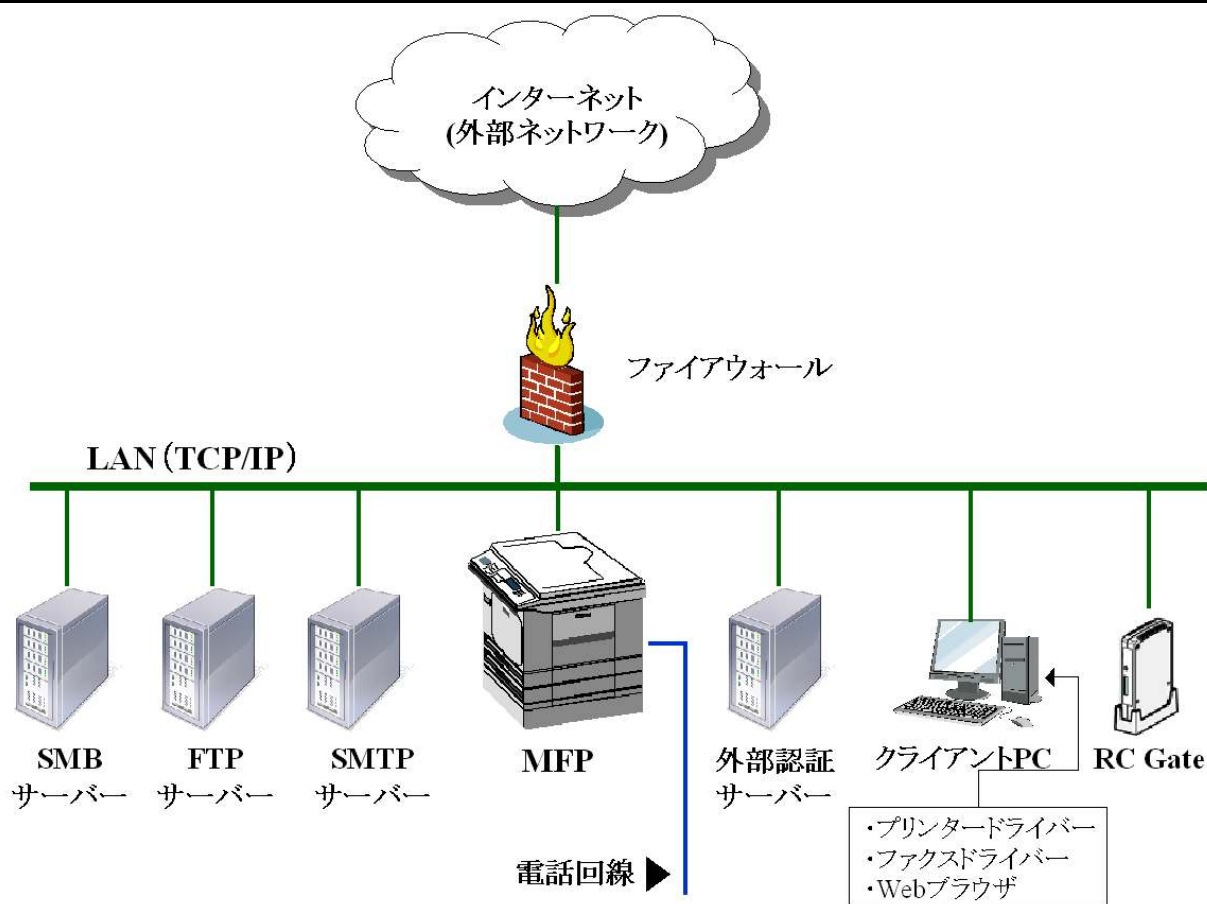 インターネット
(外部ネットワーク)
ファイアウォール
LAN（TCP/IP）
SMB
サーバー
FTP
サーバー
SMTP
サーバー
MFP
外部認証
サーバー
クライアントPC
RC Gate
・プリンタードライバー
・ファクスドライバー
・Webブラウザ
電話回線